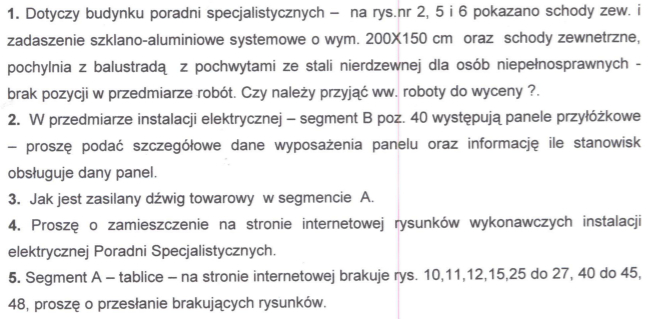 1. Dotyczy budynku poradni specjalistycznych – na rys.nr 2, 5 i 6 pokazano schody zew. i
zadaszenie szklano-aluminiowe systemowe o wym. 200X150 cm oraz schody zewnetrzne,
pochylnia z balustradą z pochwytami ze stali nierdzewnej dla osób niepełnosprawnych -
brak pozycji w przedmiarze robót. Czy należy przyjąć ww. roboty do wyceny ?.
2. W przedmiarze instalacji elektrycznej – segment B poz. 40 występują panele przyłóżkowe
– proszę podać szczegółowe dane wyposażenia panelu oraz informację ile stanowisk
obsługuje dany panel.
3. Jak jest zasilany dźwig towarowy w segmencie A.
4. Proszę o zamieszczenie na stronie internetowej rysunków wykonawczych instalacji
elektrycznej Poradni Specjalistycznych.
5. Segment A – tablice – na stronie internetowej brakuje rys. 10,11,12,15,25 do 27, 40 do 45,
48, proszę o przesłanie brakujących rysunków.